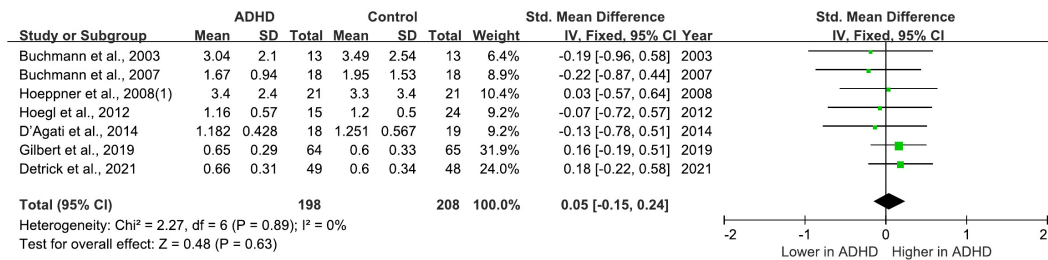 ADHD Control Std. Mean Difference Std. Mean Difference
Study or Subgroup Mean SD Total Mean SD Total Weight IV, Fixed, 95% CI Year IV, Fixed, 95% CI
Buchmann et al., 2003 3.04 2.1 13 3.49 2.54 13 6.4% -0.19 [-0.96, 0.58] 2003
Buchmann et al., 2007 1.67 0.94 18 1.95 1.53 18 8.9% -0.22 [-0.87, 0.44] 2007
Hoeppner et al., 2008(1) 3.4 2.4 21 3.3 3.4 21 10.4% 0.03 [-0.57, 0.64] 2008
Hoegl et al., 2012 1.16 0.57 15 1.2 0.5 24 9.2% -0.07 [-0.72, 0.57] 2012
D'Agati et al., 2014 1.182 0.428 18 1.251 0.567 19 9.2% -0.13 [-0.78, 0.51] 2014
Gilbert et al., 2019 0.65 0.29 64 0.6 0.33 65 31.9% 0.16 [-0.19, 0.51] 2019
Detrick et al., 2021 0.66 0.31 49 0.6 0.34 48 24.0% 0.18 [-0.22, 0.58] 2021
Total (95% CI) 198 208 100.0% 0.05 [-0.15, 0.24]
Heterogeneity: Chi² = 2.27, df = 6 (P = 0.89); I² = 0%
Test for overall effect: Z = 0.48 (P = 0.63)
-2 -1 0 1 2
Lower in ADHD Higher in ADHD